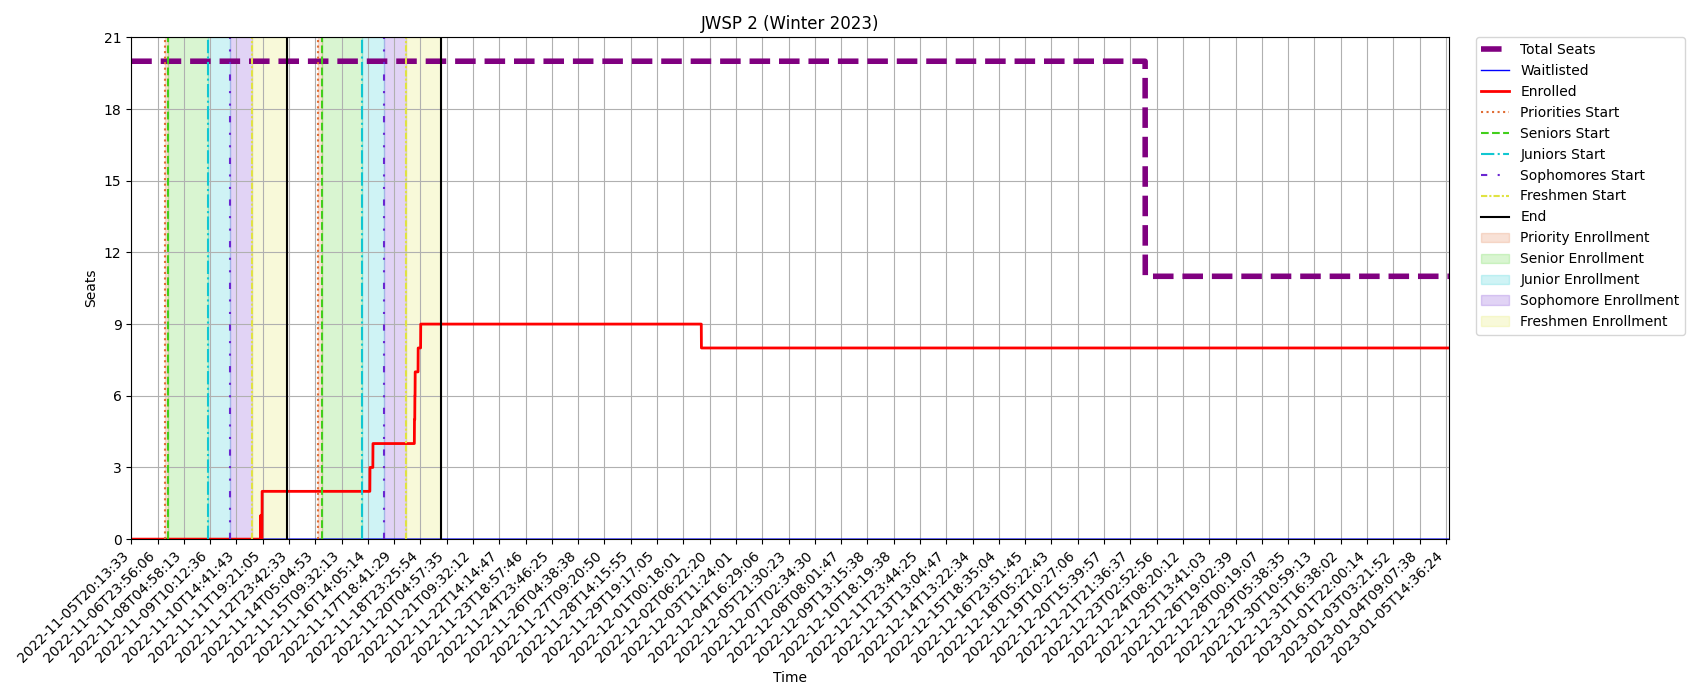 JWSP 2 (Winter 2023)
21
18
15
12
9
6
3
0
Seats
2022-11-05T20:13:33
2022-11-06T23:56:06
2022-11-08T04:58:13
2022-11-09T10:12:36
2022-11-10T14:41:43
2022-11-11T19:21:05
2022-11-12T23:42:33
2022-11-14T05:04:53
2022-11-15T09:32:13
2022-11-16T14:05:14
2022-11-17T18:41:29
2022-11-18T23:25:54
2022-11-20T04:57:35
2022-11-21T09:32:12
2022-11-22T14:14:47
2022-11-23T18:57:46
2022-11-24T23:46:25
2022-11-26T04:38:38
2022-11-27T09:20:50
2022-11-28T14:15:55
2022-11-29T19:17:05
2022-12-01T00:18:01
2022-12-02T06:22:20
2022-12-03T11:24:01
2022-12-04T16:29:06
2022-12-05T21:30:23
2022-12-07T02:34:30
2022-12-08T08:01:47
2022-12-09T13:15:38
2022-12-10T18:19:38
2022-12-11T23:44:25
2022-12-13T13:04:47
2022-12-14T13:22:34
2022-12-15T18:35:04
2022-12-16T23:51:45
2022-12-18T05:22:43
2022-12-19T10:27:06
2022-12-20T15:39:57
2022-12-21T21:36:37
2022-12-23T02:52:56
2022-12-24T08:20:12
2022-12-25T13:41:03
2022-12-26T19:02:39
2022-12-28T00:19:07
2022-12-29T05:38:35
2022-12-30T10:59:13
2022-12-31T16:38:02
2023-01-01T22:00:14
2023-01-03T03:21:52
2023-01-04T09:07:38
2023-01-05T14:36:24
Time
Total Seats
Waitlisted
Enrolled
Priorities Start
Seniors Start
Juniors Start
Sophomores Start
Freshmen Start
End
Priority Enrollment
Senior Enrollment
Junior Enrollment
Sophomore Enrollment
Freshmen Enrollment